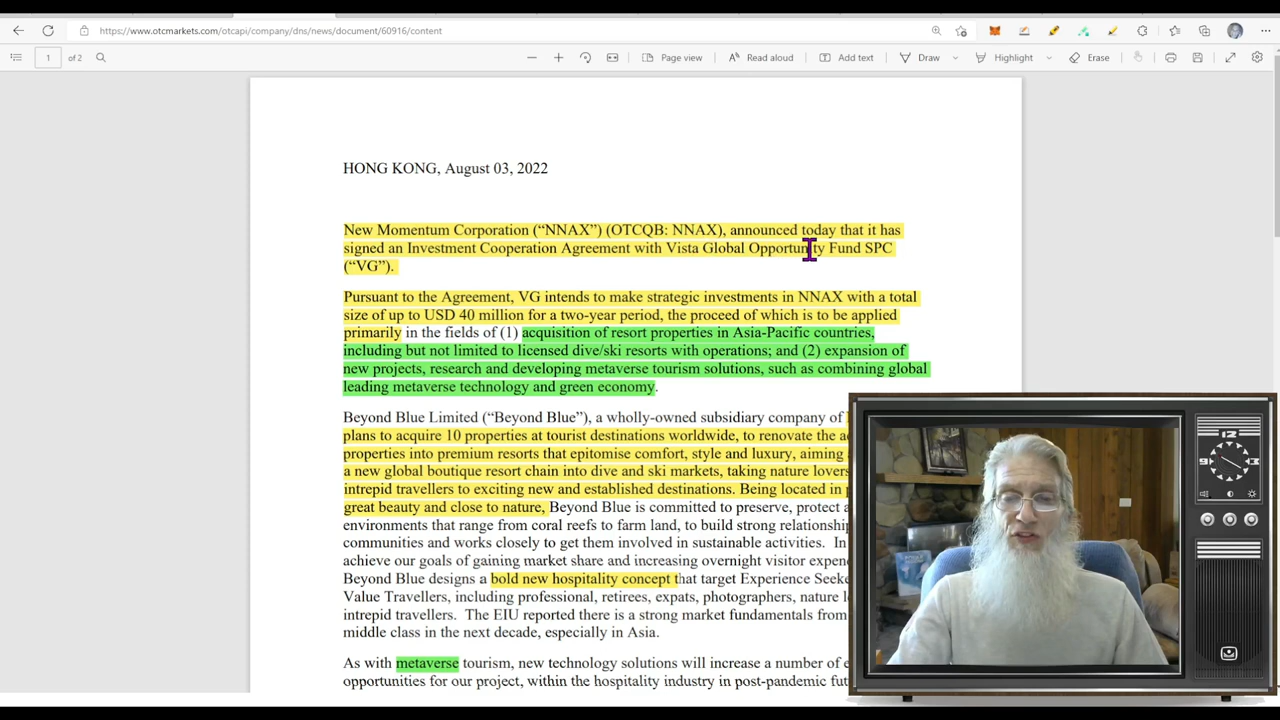 https://www.otcmarkets.com/otcapi/company/dns/news/document/60916/content
1 of 2 Page view Read aloud Add text Draw Highlight Erase
HONG KONG, August 03, 2022
New Momentum Corporation (“NNAX”) (OTCQB: NNAX), announced today that it has
signed an Investment Cooperation Agreement with Vista Global Opportunity Fund SPC
(“VG”).
Pursuant to the Agreement, VG intends to make strategic investments in NNAX with a total
size of up to USD 40 million for a two-year period, the proceed of which is to be applied
primarily in the fields of (1) acquisition of resort properties in Asia-Pacific countries,
including but not limited to licensed dive/ski resorts with operations; and (2) expansion of
new projects, research and developing metaverse tourism solutions, such as combining global
leading metaverse technology and green economy.
Beyond Blue Limited (“Beyond Blue”), a wholly-owned subsidiary company of
plans to acquire 10 properties at tourist destinations worldwide, to renovate the
properties into premium resorts that epitomise comfort, style and luxury, aiming
a new global boutique resort chain into dive and ski markets, taking nature lovers
intrepid travellers to exciting new and established destinations. Being located in
great beauty and close to nature, Beyond Blue is committed to preserve, protect
environments that range from coral reefs to farm land, to build strong
communities and works closely to get them involved in sustainable activities. In
achieve our goals of gaining market share and increasing overnight visitor
Beyond Blue designs a bold new hospitality concept that target Experience
Value Travellers, including professional, retirees, expats, photographers, nature
intrepid travellers. The EIU reported there is a strong market fundamentals from
middle class in the next decade, especially in Asia.
As with metaverse tourism, new technology solutions will increase a number of
opportunities for our project, within the hospitality industry in post-pandemic
12
3
9